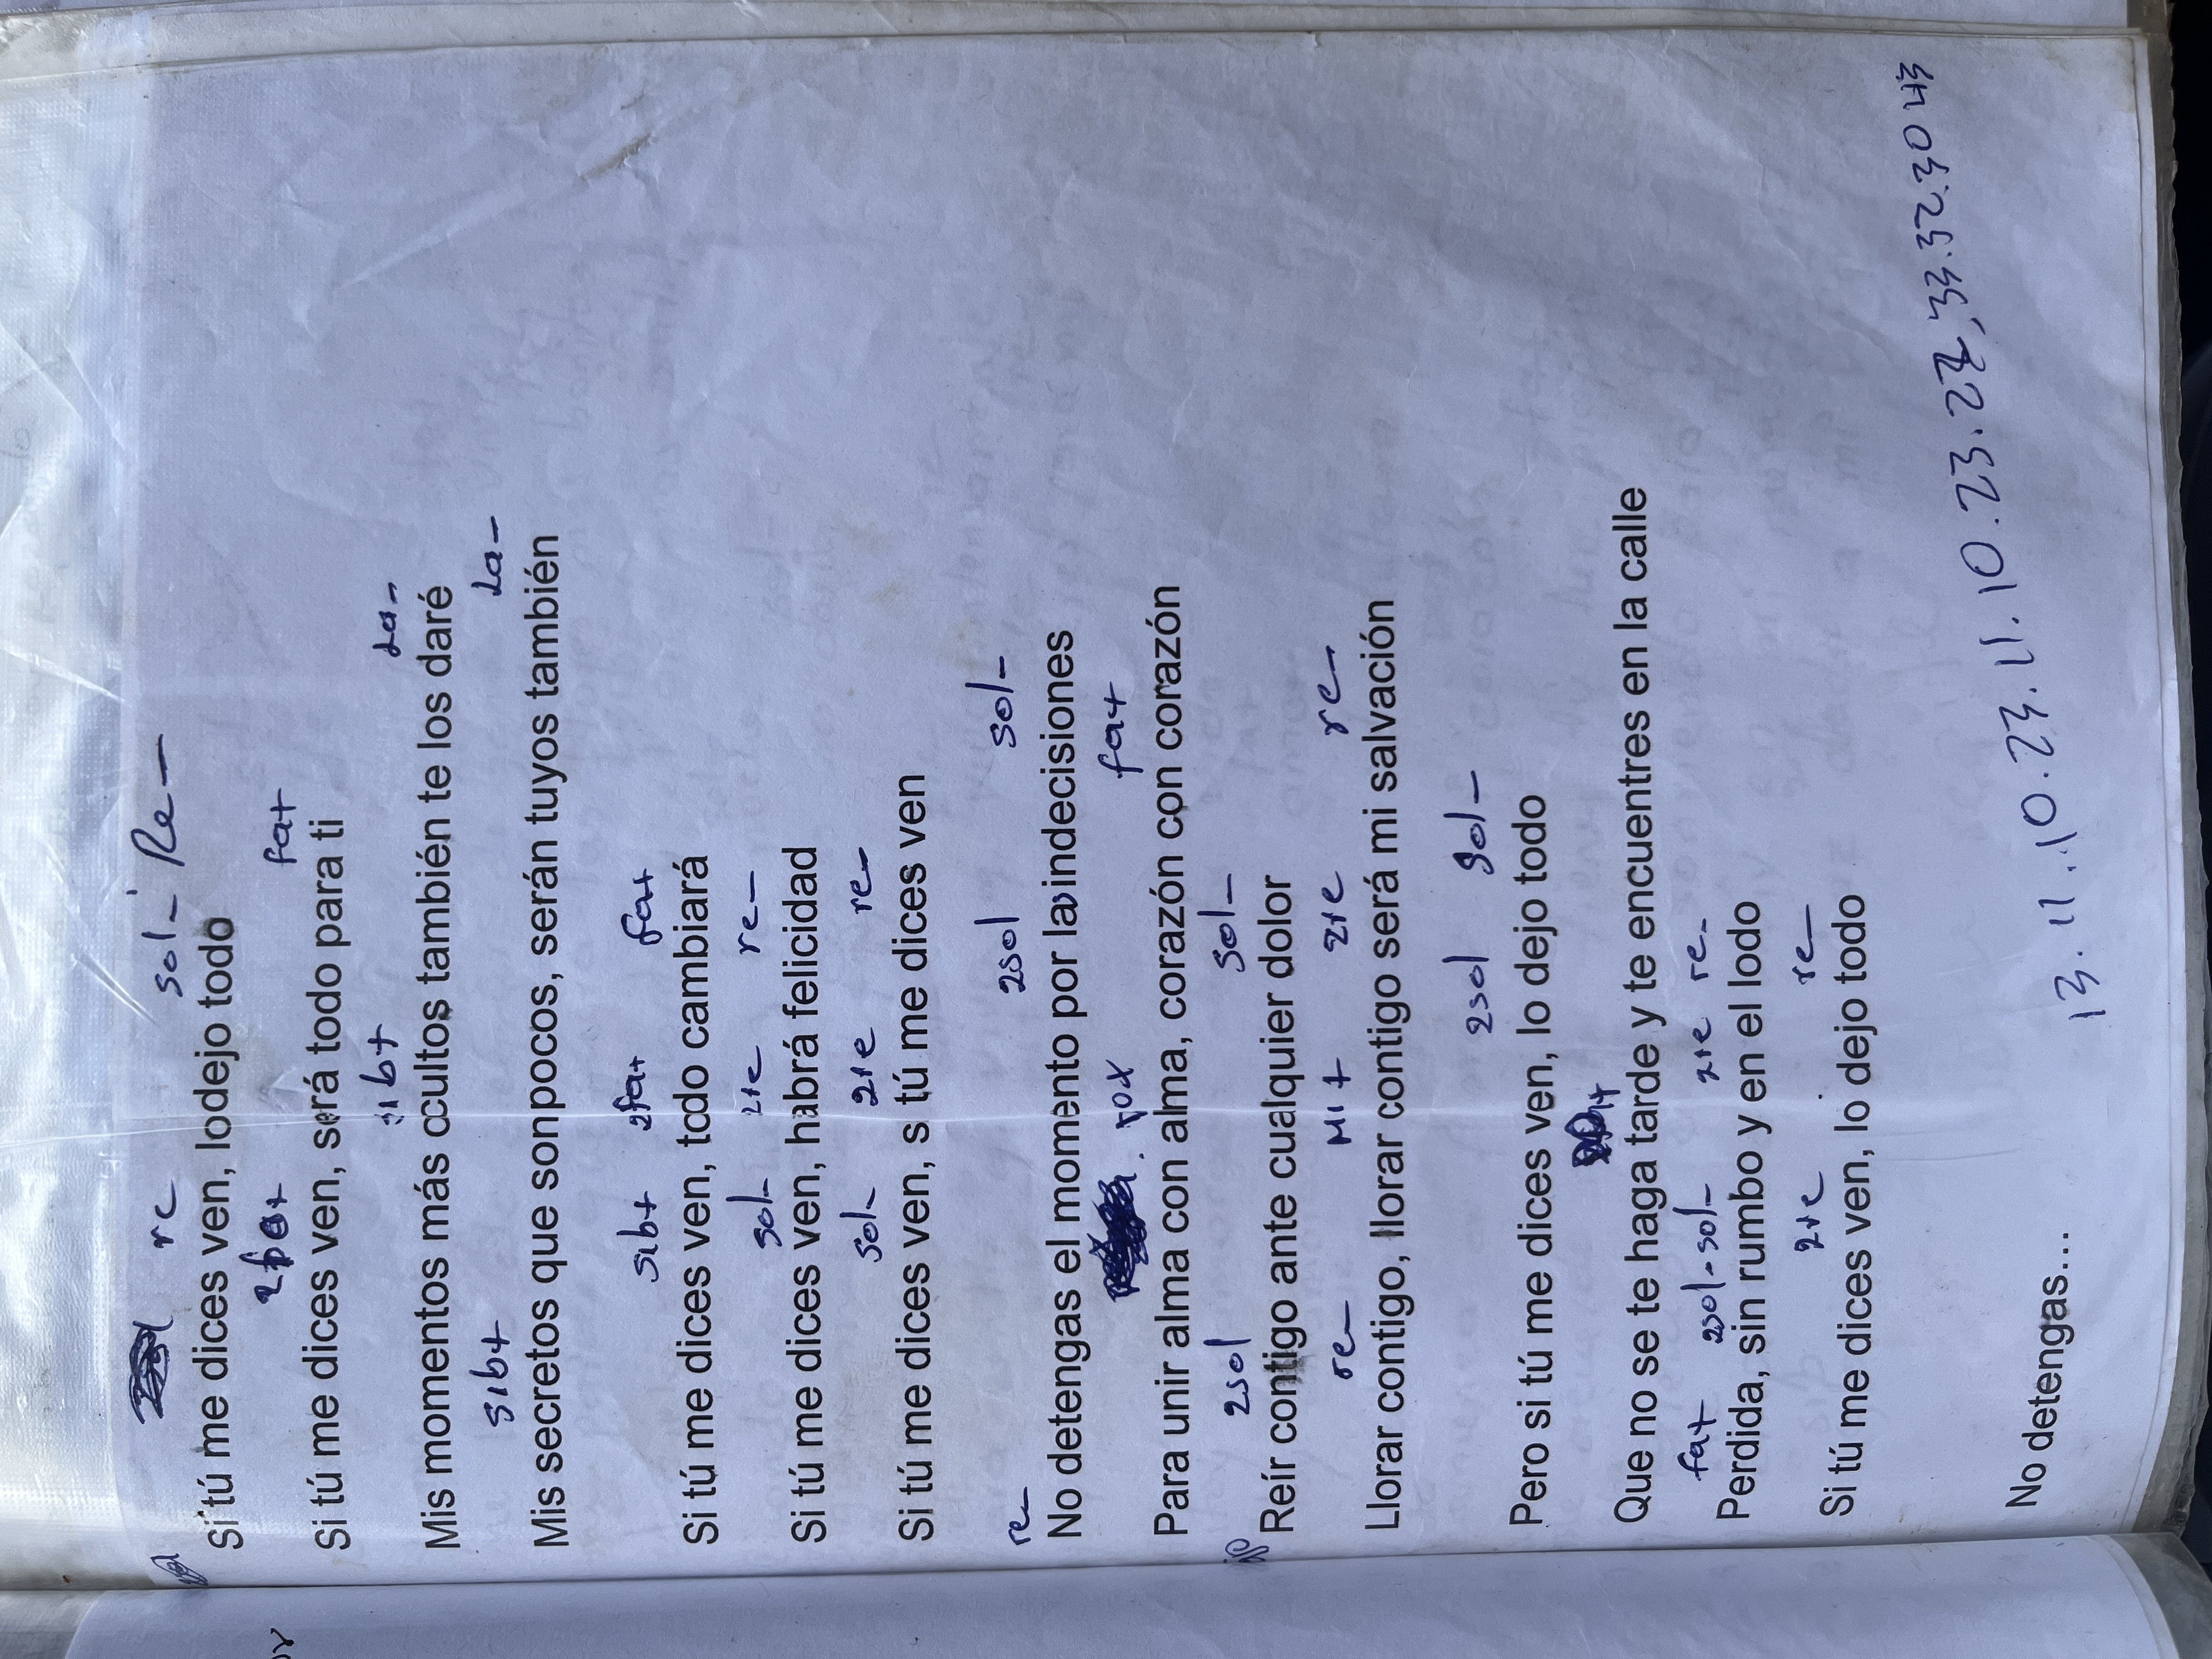 re sol- Re-
Si tú me dices ven, lo dejo todo
fa+
Si tú me dices ven, será todo para ti
sib+ La-
Mis momentos más ocultos también te los daré
sib+ La-
Mis secretos que son pocos, serán tuyos también
sib+ 2fa+ fa+
Si tú me dices ven, todo cambiará
sol- 2re re-
Si tú me dices ven, habrá felicidad
sol- 2re re-
Si tú me dices ven, si tú me dices ven
re- 2sol sol-
No detengas el momento por las indecisiones
fa+
Para unir alma con alma, corazón con corazón
2sol sol-
Reír contigo ante cualquier dolor
re- MI+ 2re re-
Llorar contigo, llorar contigo será mi salvación
2sol sol-
Pero si tú me dices ven, lo dejo todo
Que no se te haga tarde y te encuentres en la calle
fa+ 2sol-sol- 2re re-
Perdida, sin rumbo y en el lodo
2re re-
Si tú me dices ven, lo dejo todo
No detengas...
13.11.10.23.11.10.23.22,33.32.30 43